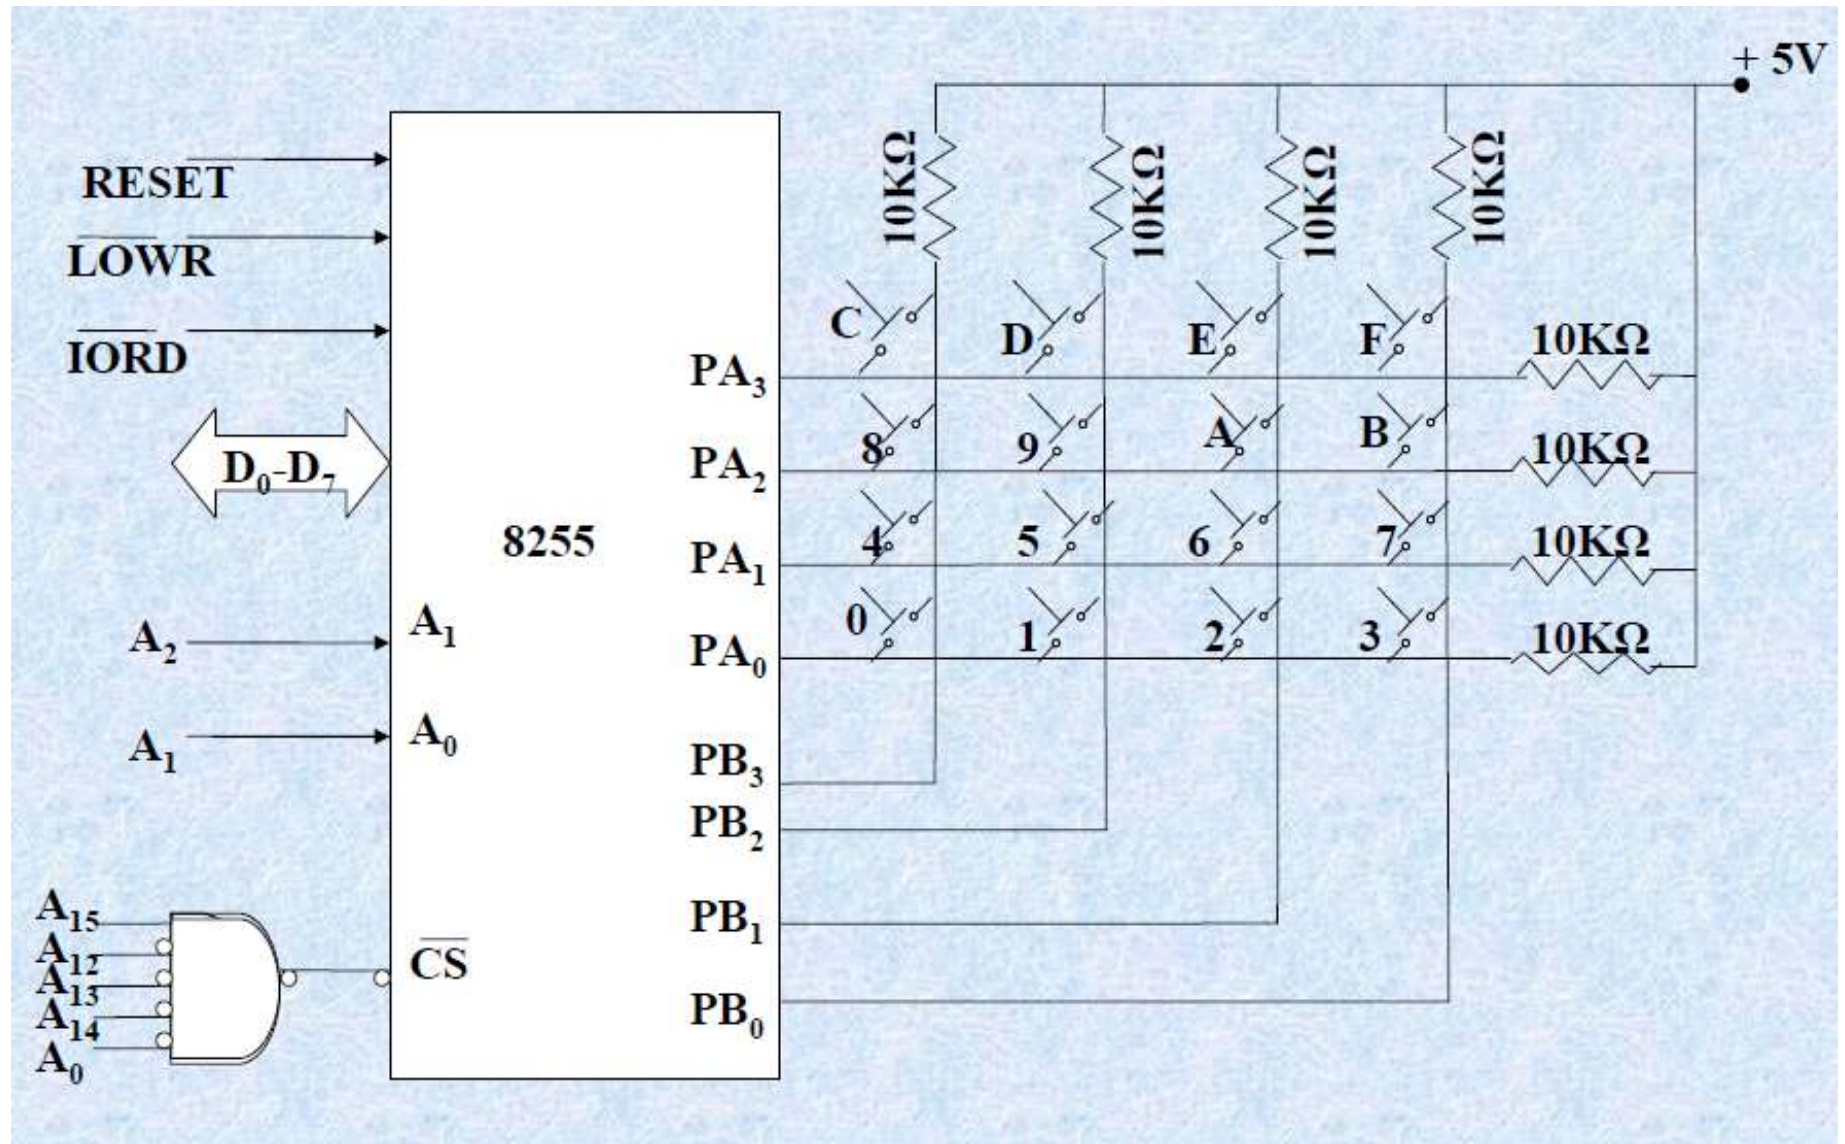 + 5V
10KΩ
10KΩ
10KΩ
10KΩ
RESET
LOWR
IORD
D₀-D₇
8255
A₂
A₁
A₁
A₀
A₁₅
A₁₂
A₁₃
A₁₄
A₀
CS
PA₃
PA₂
PA₁
PA₀
PB₃
PB₂
PB₁
PB₀
C D E F 10KΩ
8 9 A B 10KΩ
4 5 6 7 10KΩ
0 1 2 3 10KΩ